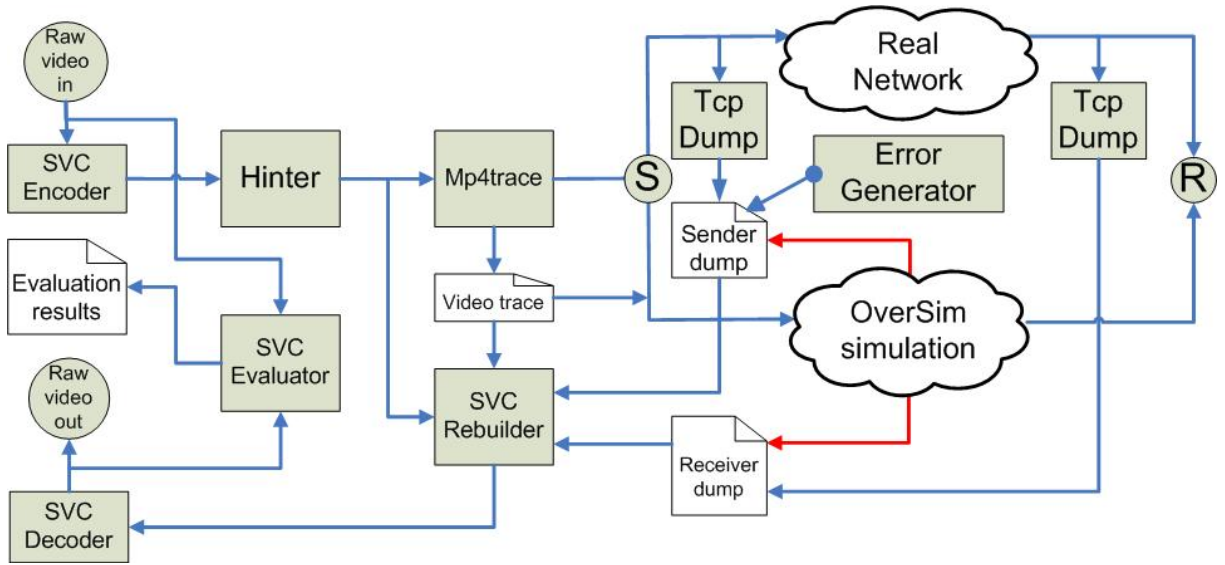 Raw
video
in
Real
Network
Tcp
Dump
Tcp
Dump
SVC
Encoder
Hinter
Mp4trace
S
Error
Generator
R
Sender
dump
Evaluation
results
Video trace
OverSim
simulation
SVC
Evaluator
Raw
video
out
SVC
Rebuilder
Receiver
dump
SVC
Decoder